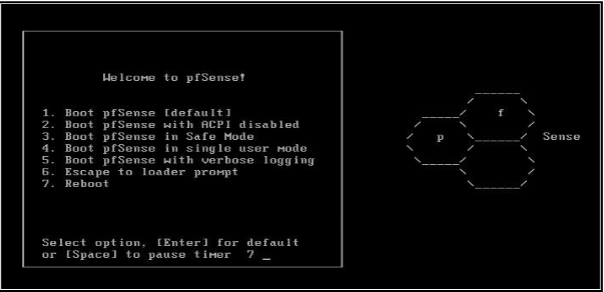 Welcome to pfSense!
1. Boot pfSense [default]
2. Boot pfSense with ACPI disabled
3. Boot pfSense in Safe Mode
4. Boot pfSense in single user mode
5. Boot pfSense with verbose logging
6. Escape to loader prompt
7. Reboot
Select option, [Enter] for default
or [Space] to pause timer 7 _
f
p Sense